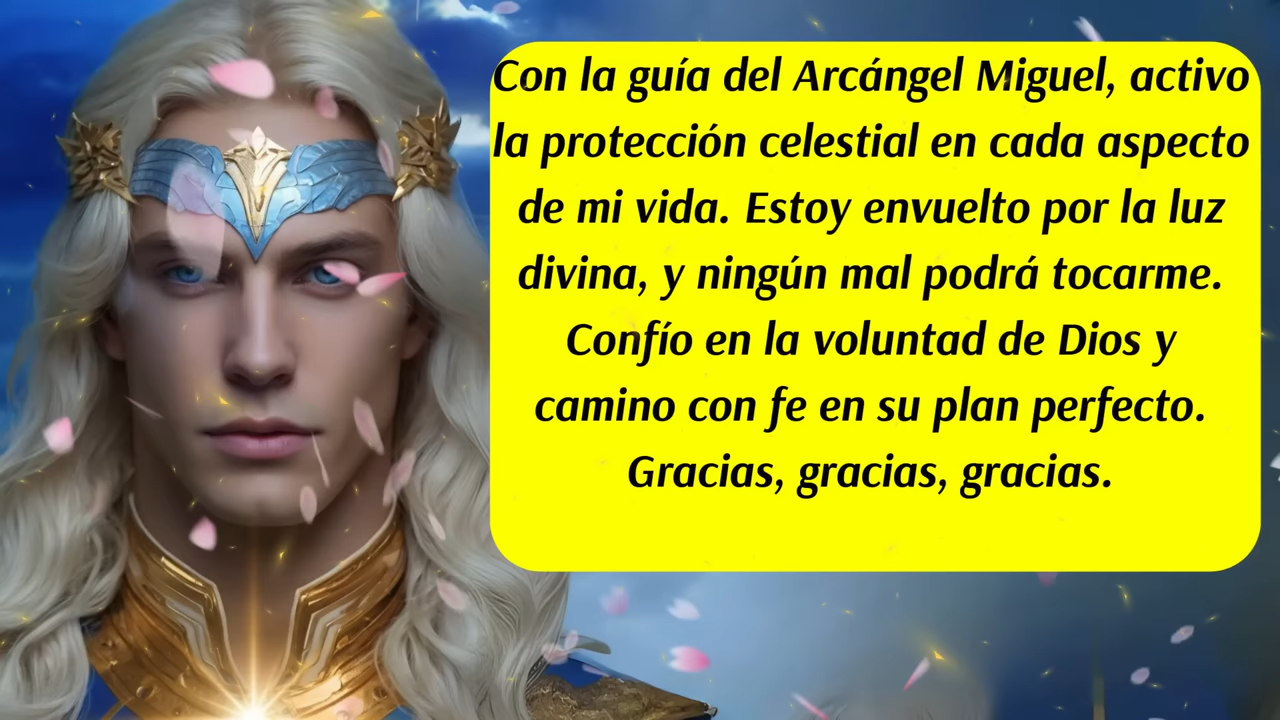 Con la guía del Arcángel Miguel, activo
la protección celestial en cada aspecto
de mi vida. Estoy envuelto por la luz
divina, y ningún mal podrá tocarme.
Confío en la voluntad de Dios y
camino con fe en su plan perfecto.
Gracias, gracias, gracias.